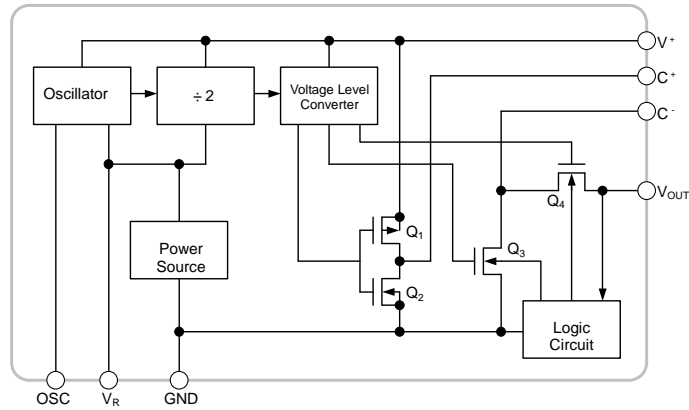 V+
Oscillator
÷ 2
Voltage Level
Converter
C+
C-
Q4
VOUT
Q1
Q3
Power
Source
Q2
Logic
Circuit
OSC
VR
GND